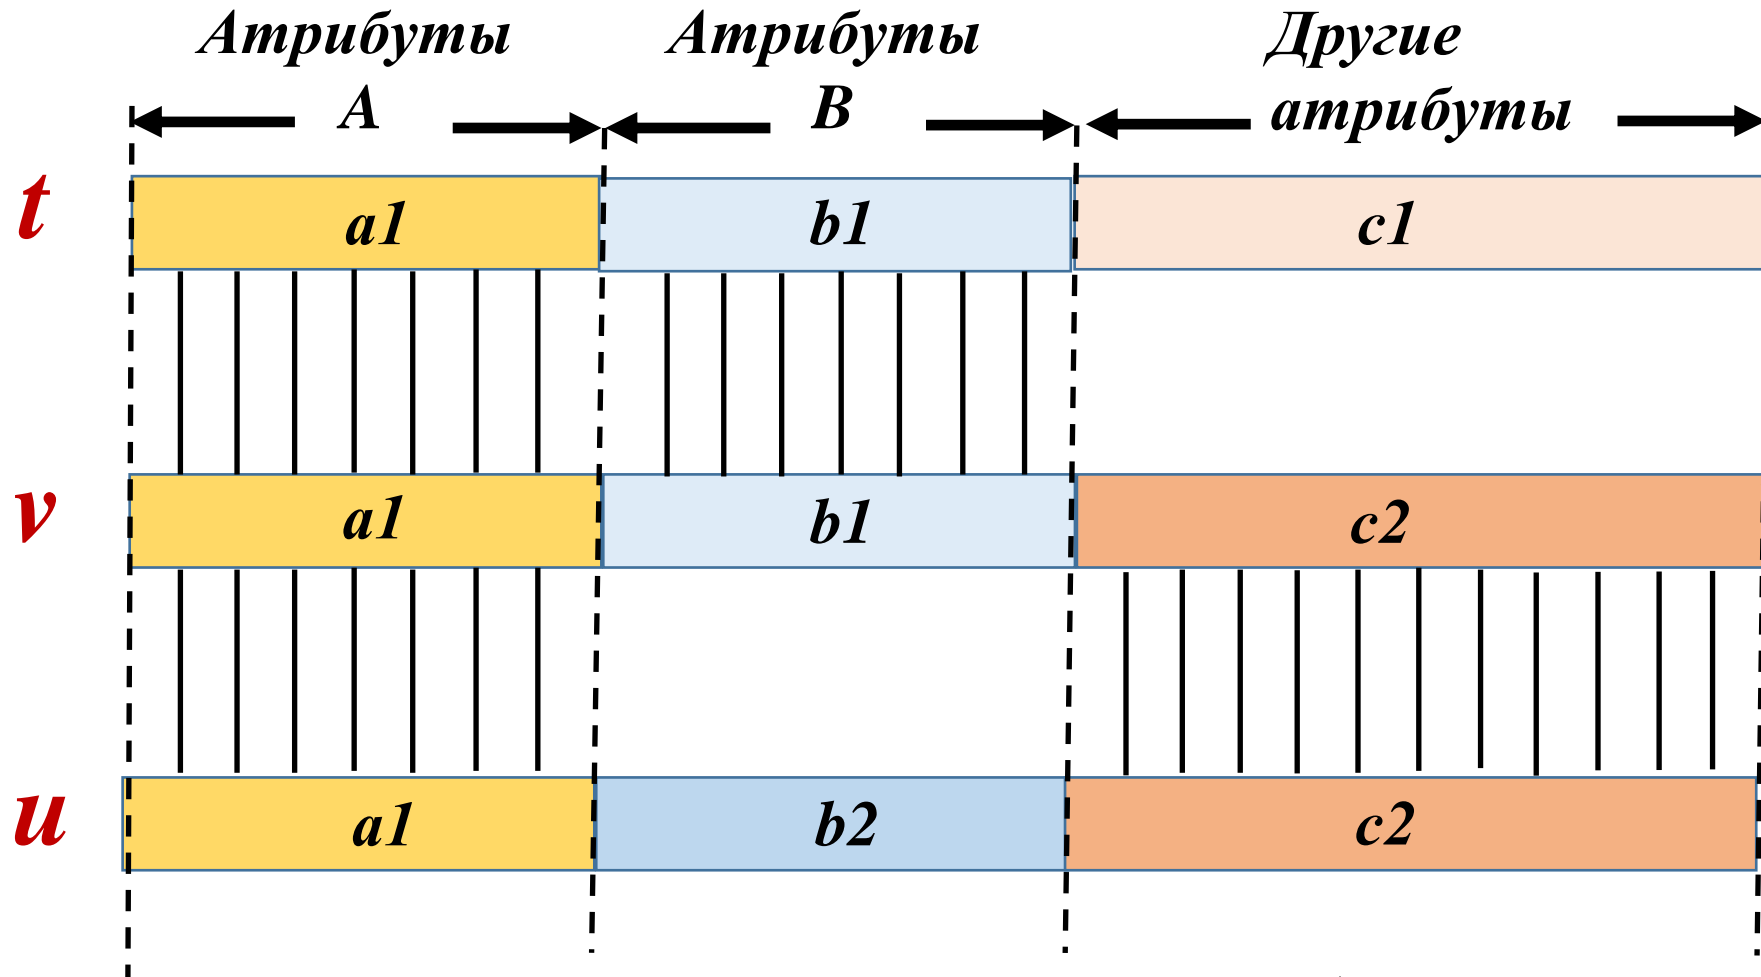 Атрибуты Атрибуты Другие
A B атрибуты
t a1 b1 c1
v a1 b1 c2
u a1 b2 c2